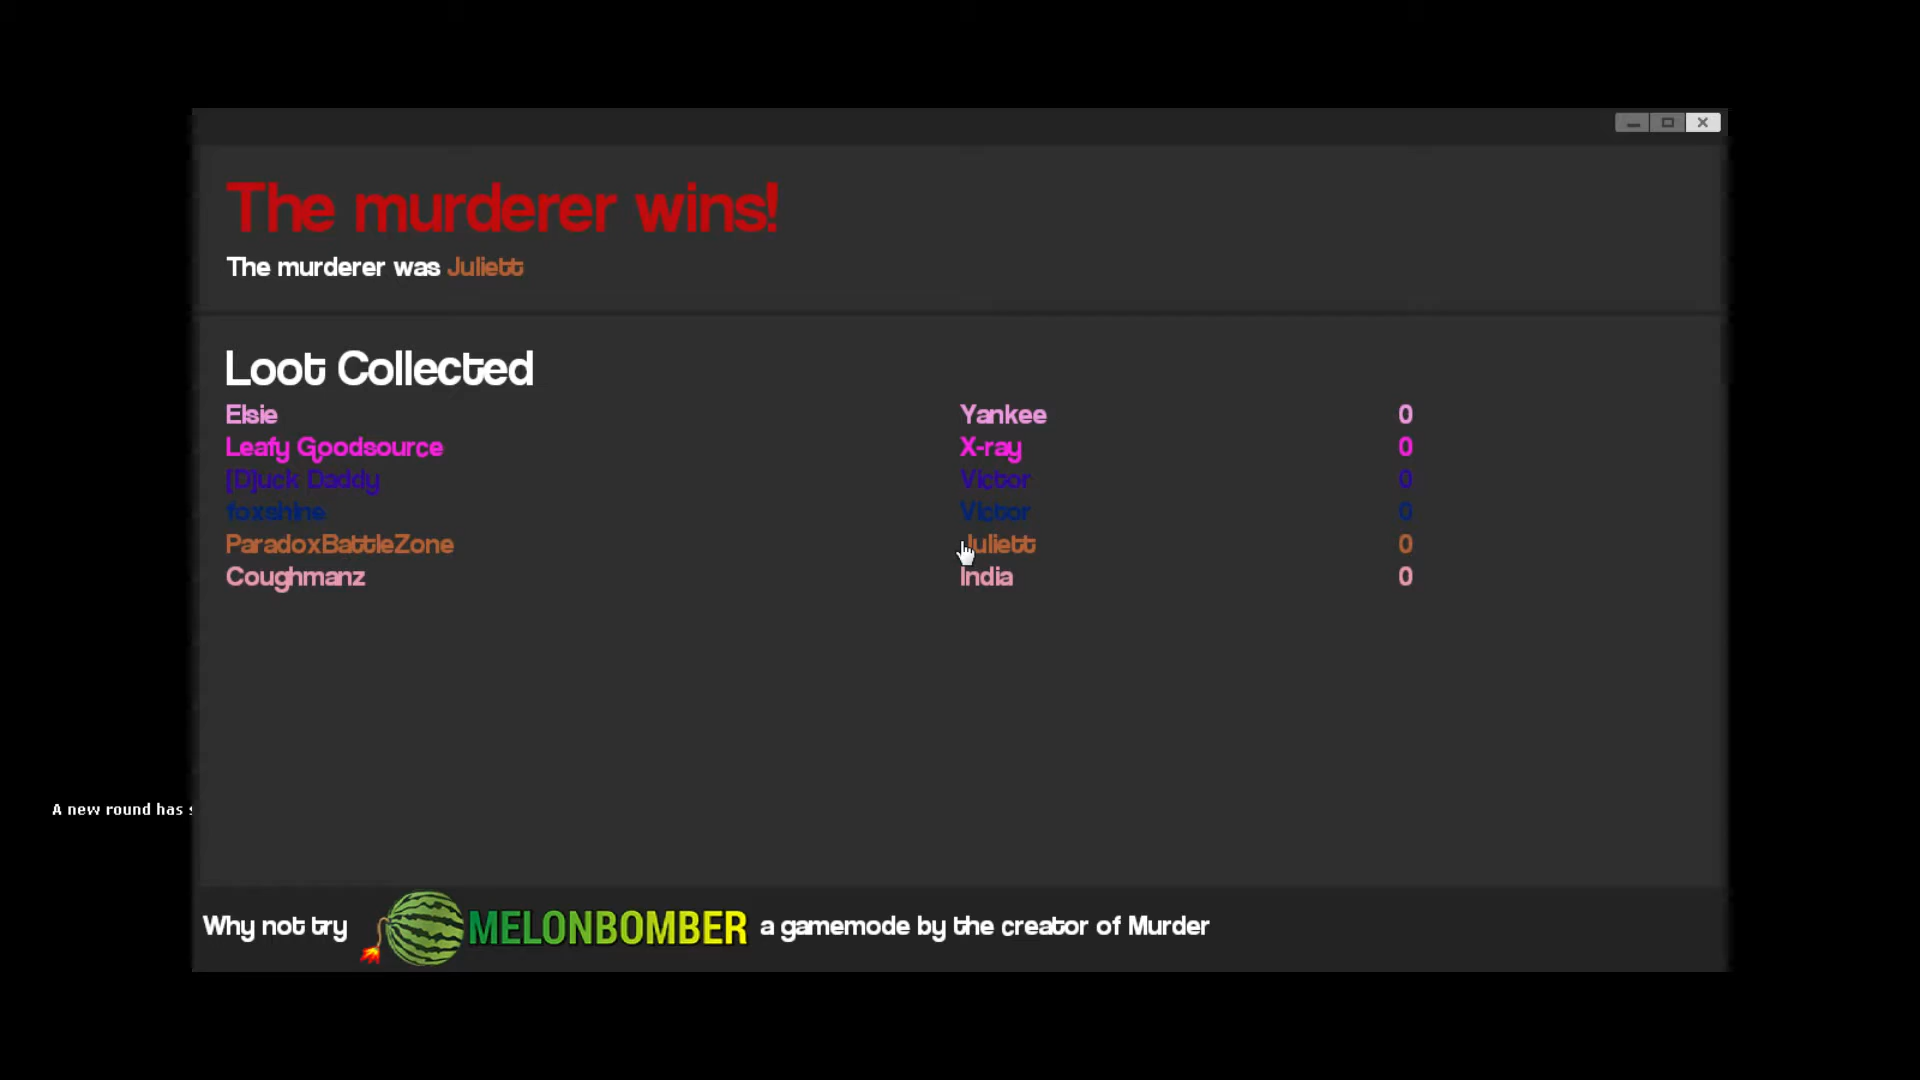 The murderer wins!
The murderer was Juliett
Loot Collected
Elsie Yankee 0
Leafy Goodsource X-ray 0
[D]uck Daddy Victor 0
foxshine Victor 0
ParadoxBattleZone Juliett 0
Coughmanz India 0
A new round has s
Why not try MELONBOMBER a gamemode by the creator of Murder